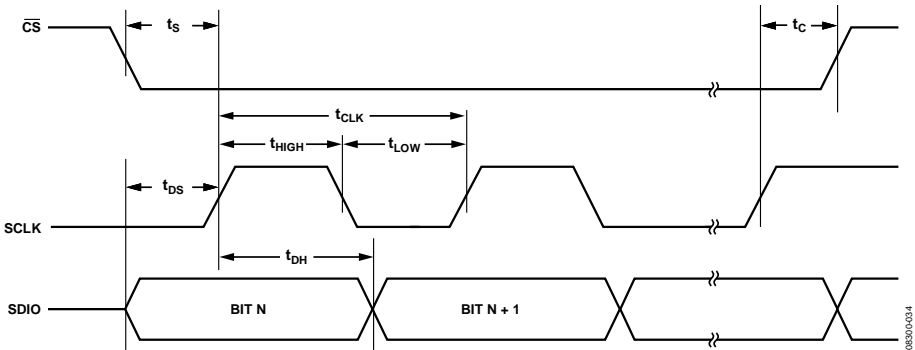 CS
tS
tC
tCLK
tHIGH
tLOW
tDS
SCLK
tDH
SDIO
BIT N
BIT N + 1
08300-034